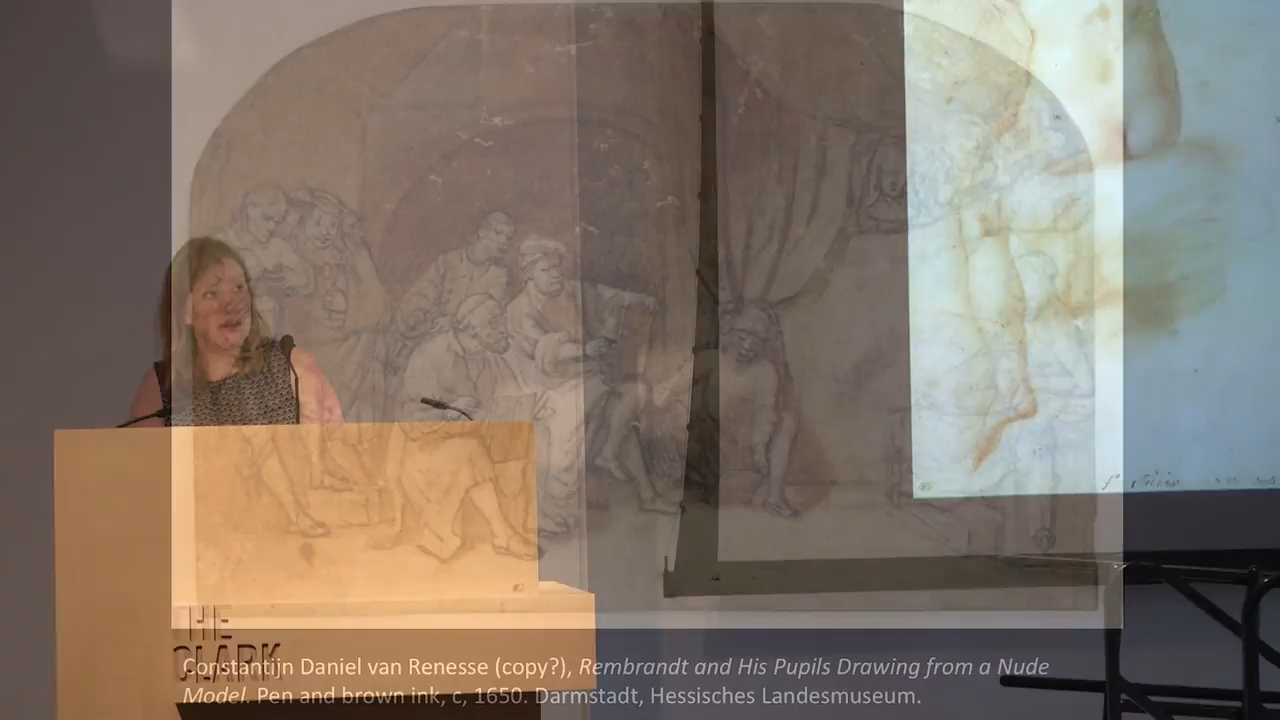 THE
CLARK
Constantijn Daniel van Renesse (copy?), Rembrandt and His Pupils Drawing from a Nude
Model. Pen and brown ink, c, 1650. Darmstadt, Hessisches Landesmuseum.